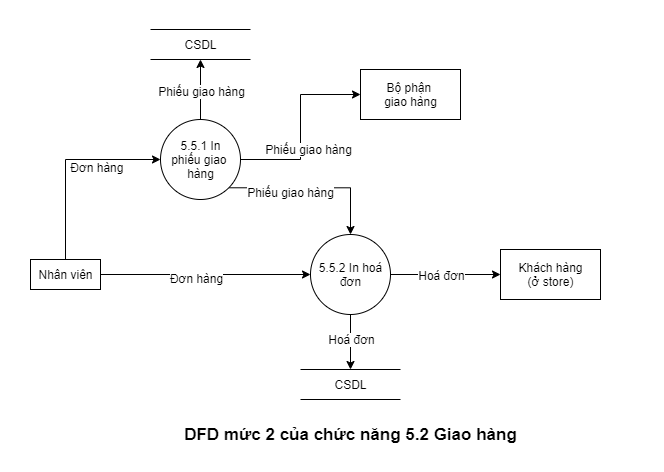 CSDL
Phiếu giao hàng
Bộ phận
giao hàng
5.5.1 In
phiếu giao
hàng
Phiếu giao hàng
Đơn hàng
Phiếu giao hàng
Nhân viên
Đơn hàng
5.5.2 In hoá
đơn
Hoá đơn
Khách hàng
(ở store)
Hoá đơn
CSDL
DFD mức 2 của chức năng 5.2 Giao hàng